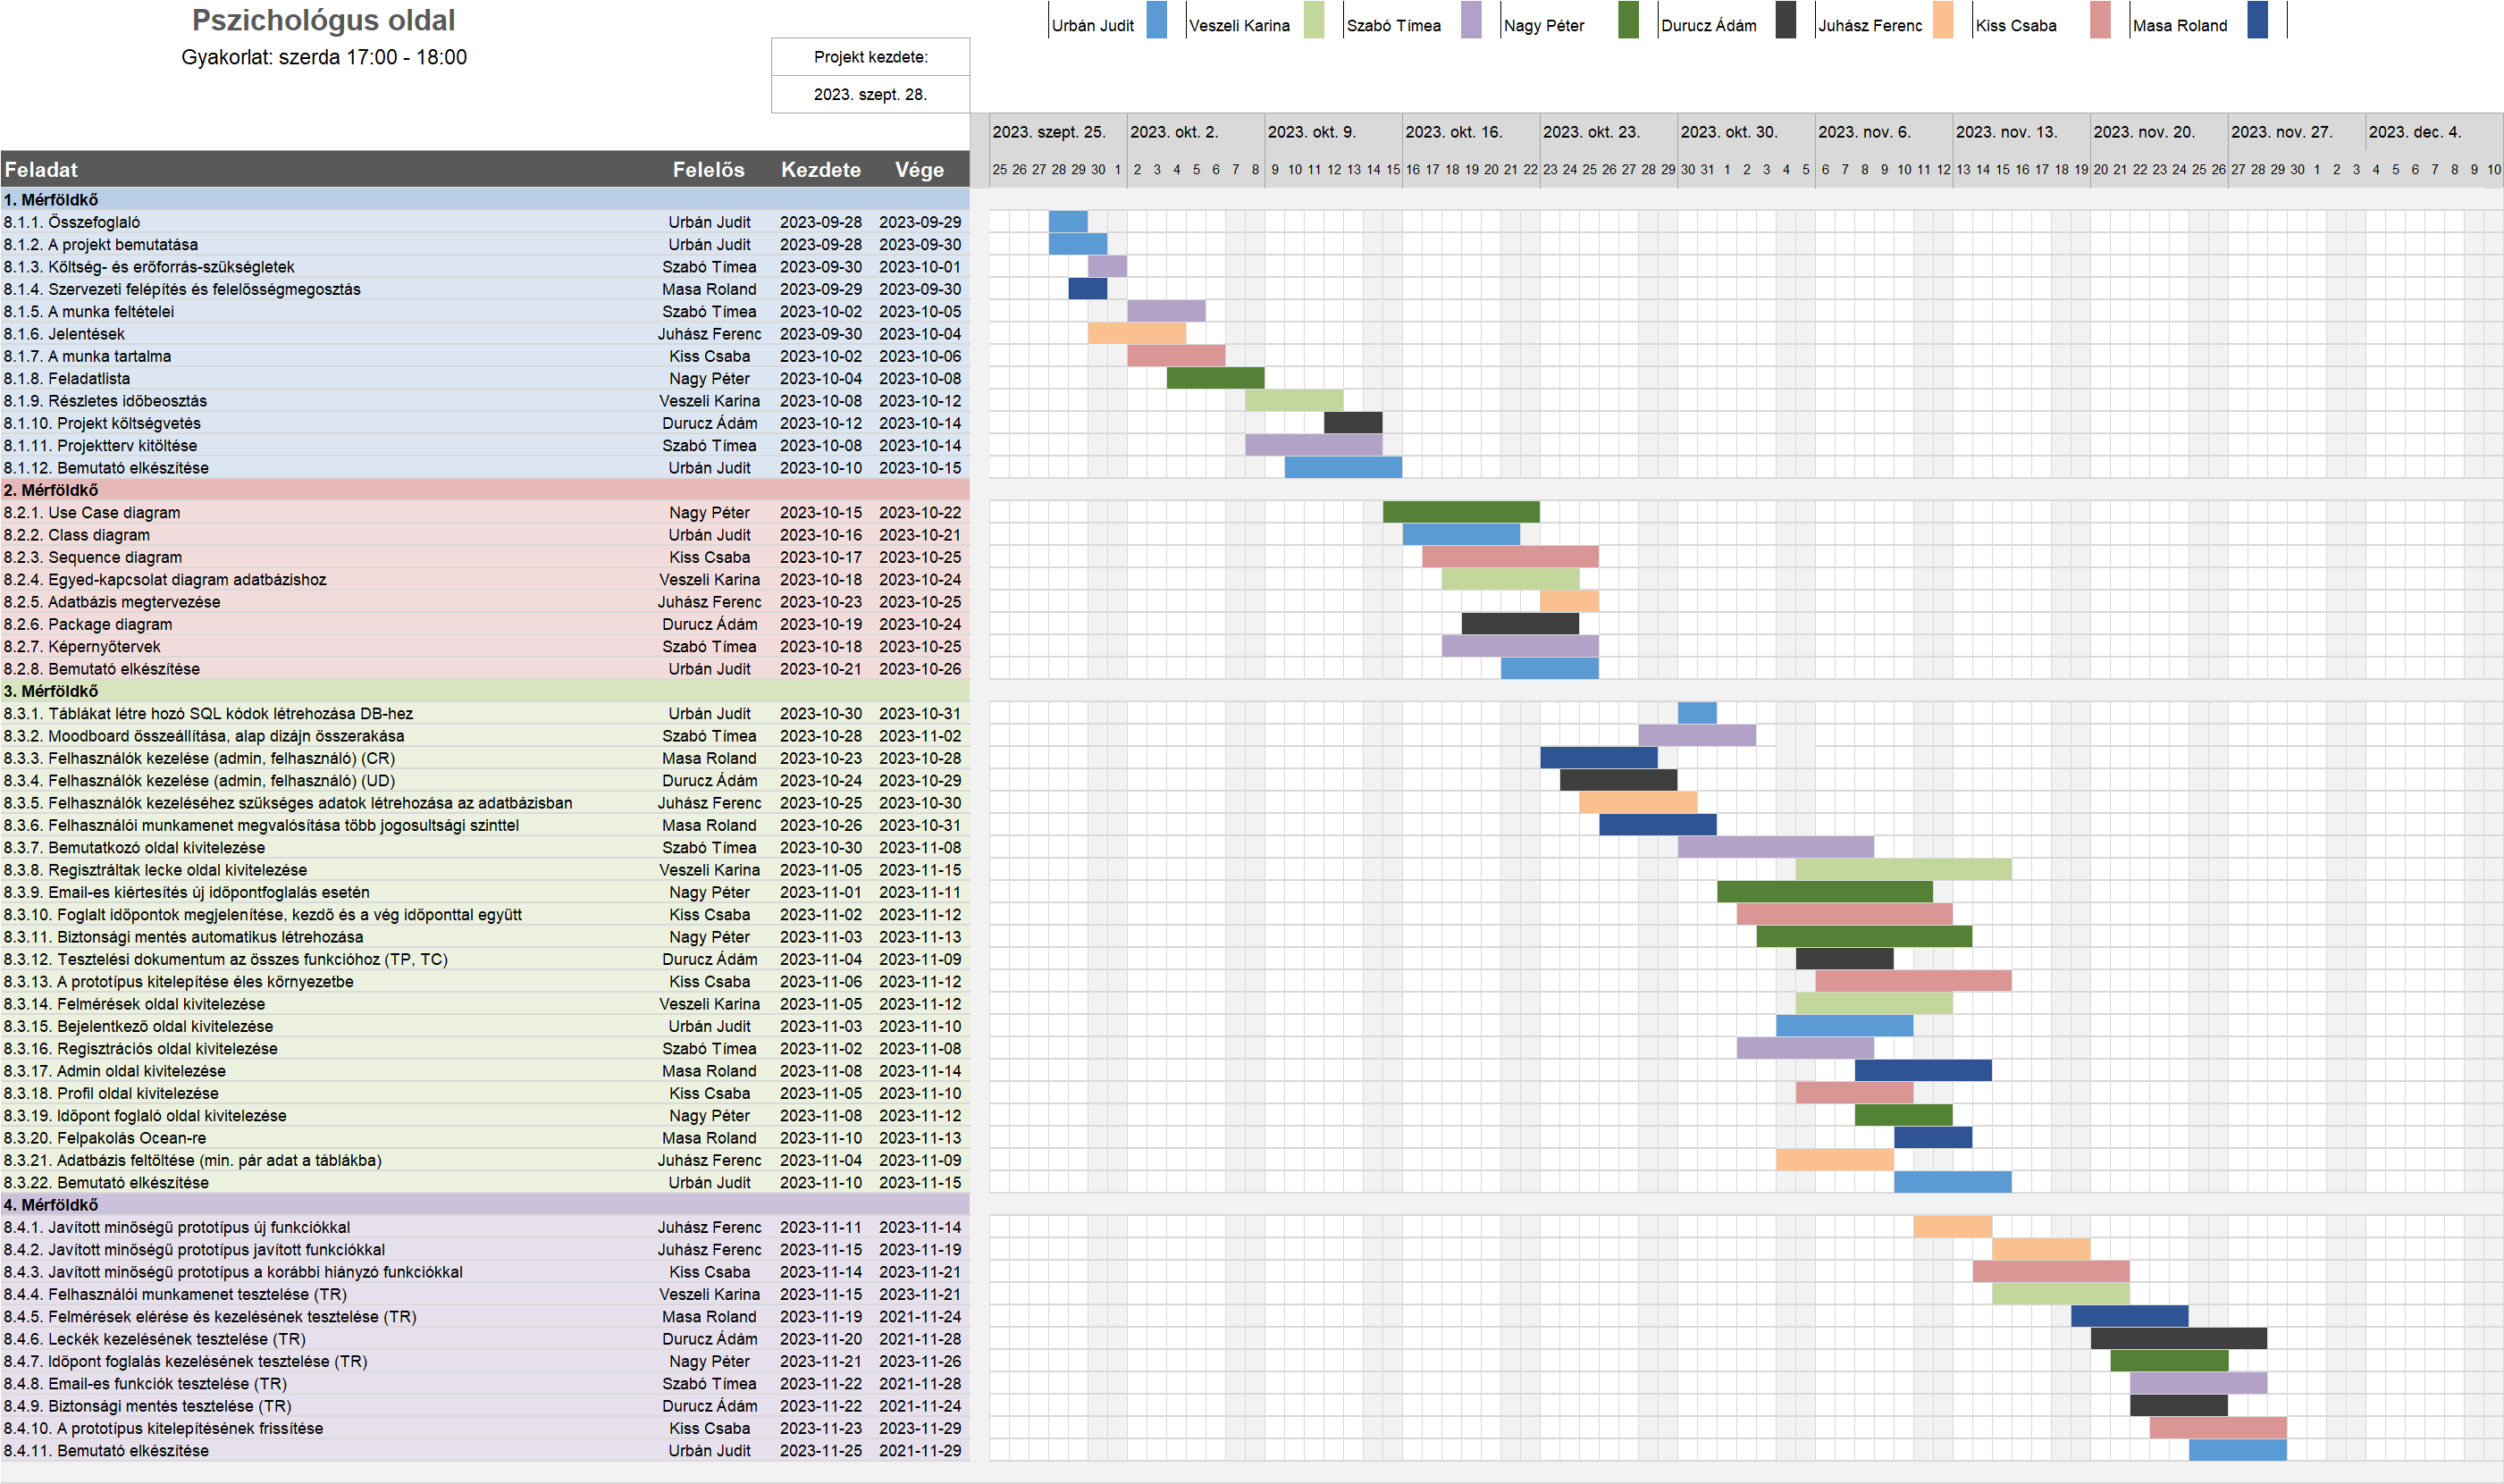 Pszichológus oldal
Gyakorlat: szerda 17:00 - 18:00
Urbán Judit Veszeli Karina Szabó Tímea Nagy Péter Durucz Ádám Juhász Ferenc Kiss Csaba Masa Roland
Projekt kezdete:
2023. szept. 28.
2023. szept. 25. 2023. okt. 2. 2023. okt. 9. 2023. okt. 16. 2023. okt. 23. 2023. okt. 30. 2023. nov. 6. 2023. nov. 13. 2023. nov. 20. 2023. nov. 27. 2023. dec. 4.
Feladat Felelős Kezdete Vége 25 26 27 28 29 30 1 2 3 4 5 6 7 8 9 10 11 12 13 14 15 16 17 18 19 20 21 22 23 24 25 26 27 28 29 30 31 1 2 3 4 5 6 7 8 9 10 11 12 13 14 15 16 17 18 19 20 21 22 23 24 25 26 27 28 29 30 1 2 3 4 5 6 7 8 9 10
1. Mérföldkő
8.1.1. Összefoglaló Urbán Judit 2023-09-28 2023-09-29
8.1.2. A projekt bemutatása Urbán Judit 2023-09-28 2023-09-30
8.1.3. Költség- és erőforrás-szükségletek Szabó Tímea 2023-09-30 2023-10-01
8.1.4. Szervezeti felépítés és felelősségmegosztás Masa Roland 2023-09-29 2023-09-30
8.1.5. A munka feltételei Szabó Tímea 2023-10-02 2023-10-05
8.1.6. Jelentések Juhász Ferenc 2023-09-30 2023-10-04
8.1.7. A munka tartalma Kiss Csaba 2023-10-02 2023-10-06
8.1.8. Feladatlista Nagy Péter 2023-10-04 2023-10-08
8.1.9. Részletes időbeosztás Veszeli Karina 2023-10-08 2023-10-12
8.1.10. Projekt költségvetés Durucz Ádám 2023-10-12 2023-10-14
8.1.11. Projektterv kitöltése Szabó Tímea 2023-10-08 2023-10-14
8.1.12. Bemutató elkészítése Urbán Judit 2023-10-10 2023-10-15
2. Mérföldkő
8.2.1. Use Case diagram Nagy Péter 2023-10-15 2023-10-22
8.2.2. Class diagram Urbán Judit 2023-10-16 2023-10-21
8.2.3. Sequence diagram Kiss Csaba 2023-10-17 2023-10-25
8.2.4. Egyed-kapcsolat diagram adatbázishoz Veszeli Karina 2023-10-18 2023-10-24
8.2.5. Adatbázis megtervezése Juhász Ferenc 2023-10-23 2023-10-25
8.2.6. Package diagram Durucz Ádám 2023-10-19 2023-10-24
8.2.7. Képernyőtervek Szabó Tímea 2023-10-18 2023-10-25
8.2.8. Bemutató elkészítése Urbán Judit 2023-10-21 2023-10-26
3. Mérföldkő
8.3.1. Táblákat létre hozó SQL kódok létrehozása DB-hez Urbán Judit 2023-10-30 2023-10-31
8.3.2. Moodboard összeállítása, alap dizájn összerakása Szabó Tímea 2023-10-28 2023-11-02
8.3.3. Felhasználók kezelése (admin, felhasználó) (CR) Masa Roland 2023-10-23 2023-10-28
8.3.4. Felhasználók kezelése (admin, felhasználó) (UD) Durucz Ádám 2023-10-24 2023-10-29
8.3.5. Felhasználók kezeléséhez szükséges adatok létrehozása az adatbázisban Juhász Ferenc 2023-10-25 2023-10-30
8.3.6. Felhasználói munkamenet megvalósítása több jogosultsági szinttel Masa Roland 2023-10-26 2023-10-31
8.3.7. Bemutatkozó oldal kivitelezése Szabó Tímea 2023-10-30 2023-11-08
8.3.8. Regisztráltak lecke oldal kivitelezése Veszeli Karina 2023-11-05 2023-11-15
8.3.9. Email-es kiértesítés új időpontfoglalás esetén Nagy Péter 2023-11-01 2023-11-11
8.3.10. Foglalt időpontok megjelenítése, kezdő és a vég időponttal együtt Kiss Csaba 2023-11-02 2023-11-12
8.3.11. Biztonsági mentés automatikus létrehozása Nagy Péter 2023-11-03 2023-11-13
8.3.12. Tesztelési dokumentum az összes funkcióhoz (TP, TC) Durucz Ádám 2023-11-04 2023-11-09
8.3.13. A prototípus kitelepítése éles környezetbe Kiss Csaba 2023-11-06 2023-11-12
8.3.14. Felmérések oldal kivitelezése Veszeli Karina 2023-11-05 2023-11-12
8.3.15. Bejelentkező oldal kivitelezése Urbán Judit 2023-11-03 2023-11-10
8.3.16. Regisztrációs oldal kivitelezése Szabó Tímea 2023-11-02 2023-11-08
8.3.17. Admin oldal kivitelezése Masa Roland 2023-11-08 2023-11-14
8.3.18. Profil oldal kivitelezése Kiss Csaba 2023-11-05 2023-11-10
8.3.19. Időpont foglaló oldal kivitelezése Nagy Péter 2023-11-08 2023-11-12
8.3.20. Felpakolás Ocean-re Masa Roland 2023-11-10 2023-11-13
8.3.21. Adatbázis feltöltése (min. pár adat a táblákba) Juhász Ferenc 2023-11-04 2023-11-09
8.3.22. Bemutató elkészítése Urbán Judit 2023-11-10 2023-11-15
4. Mérföldkő
8.4.1. Javított minőségű prototípus új funkciókkal Juhász Ferenc 2023-11-11 2023-11-14
8.4.2. Javított minőségű prototípus javított funkciókkal Juhász Ferenc 2023-11-15 2023-11-19
8.4.3. Javított minőségű prototípus a korábbi hiányzó funkciókkal Kiss Csaba 2023-11-14 2023-11-21
8.4.4. Felhasználói munkamenet tesztelése (TR) Veszeli Karina 2023-11-15 2023-11-21
8.4.5. Felmérések elérése és kezelésének tesztelése (TR) Masa Roland 2023-11-19 2021-11-24
8.4.6. Leckék kezelésének tesztelése (TR) Durucz Ádám 2023-11-20 2021-11-28
8.4.7. Időpont foglalás kezelésének tesztelése (TR) Nagy Péter 2023-11-21 2023-11-26
8.4.8. Email-es funkciók tesztelése (TR) Szabó Tímea 2023-11-22 2021-11-28
8.4.9. Biztonsági mentés tesztelése (TR) Durucz Ádám 2023-11-22 2021-11-24
8.4.10. A prototípus kitelepítésének frissítése Kiss Csaba 2023-11-23 2023-11-29
8.4.11. Bemutató elkészítése Urbán Judit 2023-11-25 2021-11-29